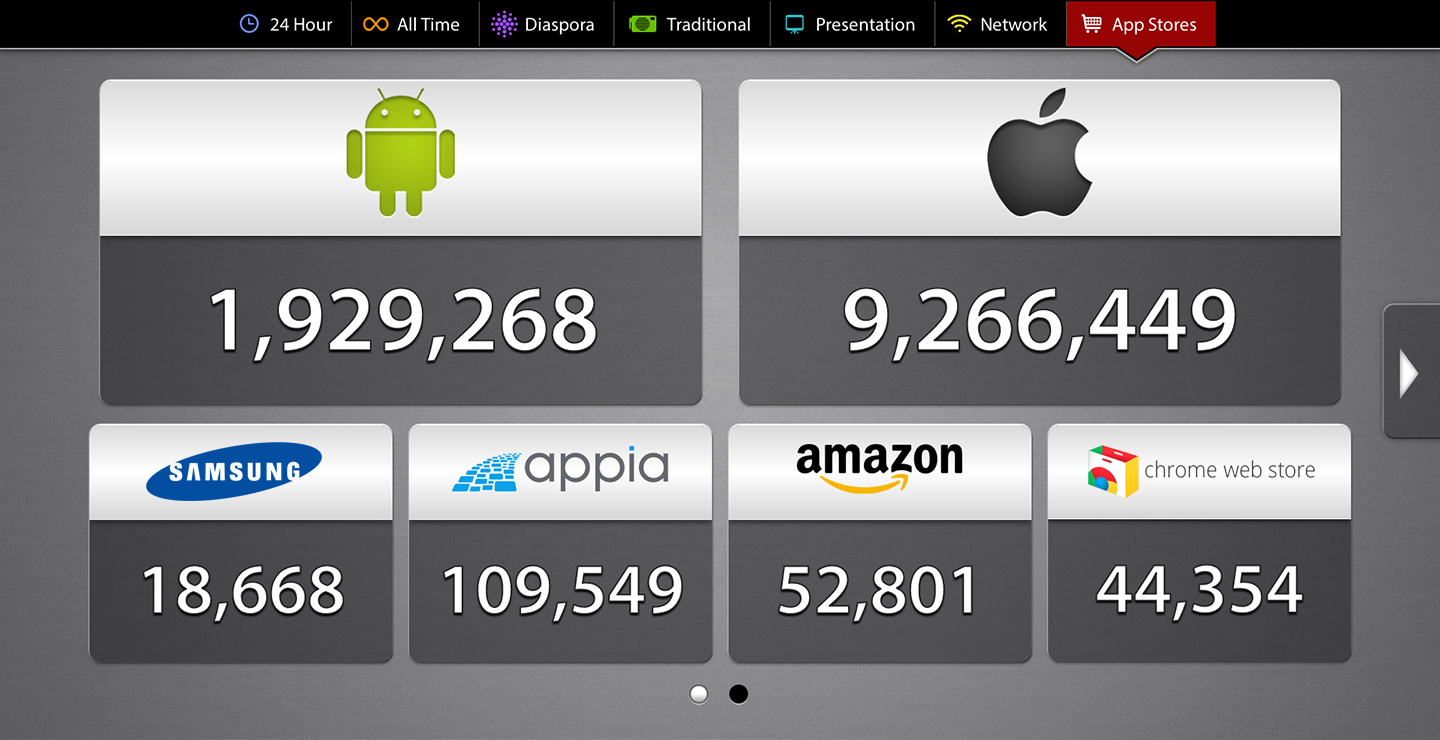 24 Hour
All Time
Diaspora
Traditional
Presentation
Network
App Stores
1,929,268
9,266,449
SAMSUNG
appia
amazon
chrome web store
18,668
109,549
52,801
44,354